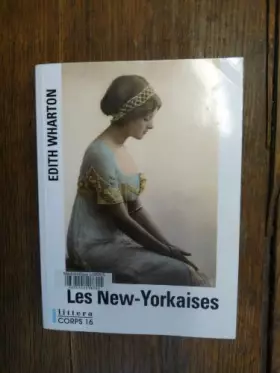 EDITH WHARTON
Les New-Yorkaises
littera
CORPS 16